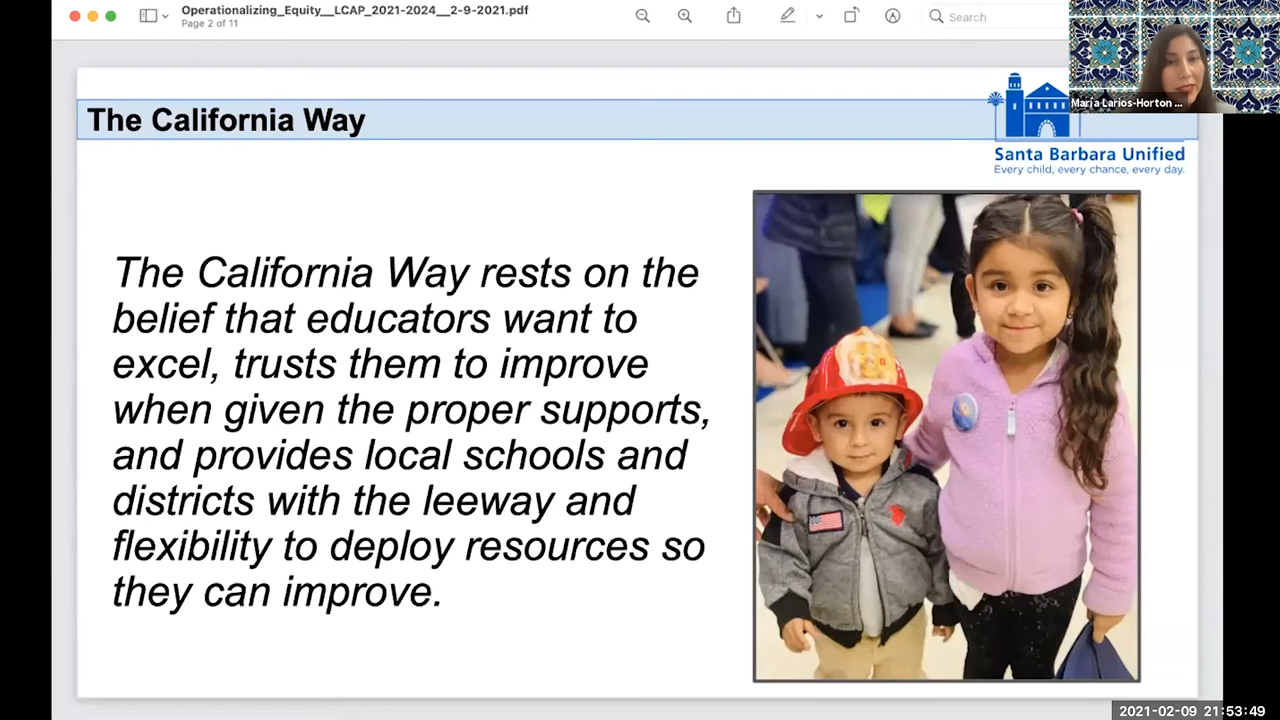 Operationalizing_Equity__LCAP_2021-2024__2-9-2021.pdf
Page 2 of 11
Search
María Larios-Horton ...
The California Way
Santa Barbara Unified
Every child, every chance, every day.
The California Way rests on the
belief that educators want to
excel, trusts them to improve
when given the proper supports,
and provides local schools and
districts with the leeway and
flexibility to deploy resources so
they can improve.
2021-02-09 21:53:49